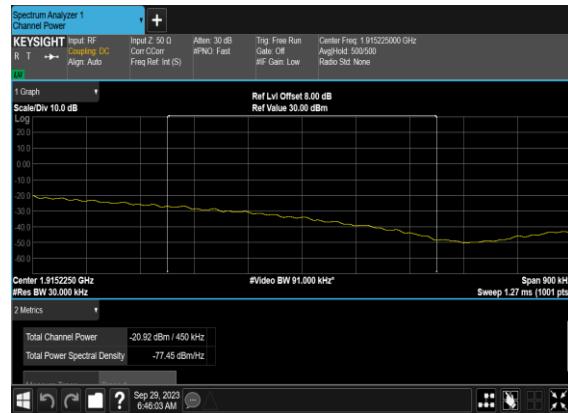 Spectrum Analyzer 1
Channel Power
+
KEYSIGHT Input: RF Input Z: 50 Ω Atten: 30 dB Trig: Free Run Center Freq: 1.915225000 GHz
R T Coupling: DC Corr CCorr #PNO: Fast Gate: Off Avg|Hold: 500/500
Align: Auto Freq Ref: Int (S) #IF Gain: Low Radio Std: None
LXI
1 Graph
Ref Lvl Offset 8.00 dB
Scale/Div 10.0 dB Ref Value 30.00 dBm
Log
20.0
10.0
0.00
-10.0
-20.0
-30.0
-40.0
-50.0
-60.0
Center 1.9152250 GHz #Video BW 91.000 kHz* Span 900 kH
#Res BW 30.000 kHz Sweep 1.27 ms (1001 pts
2 Metrics
Total Channel Power -20.92 dBm / 450 kHz
Total Power Spectral Density -77.45 dBm/Hz
?
Sep 29, 2023
6:46:03 AM